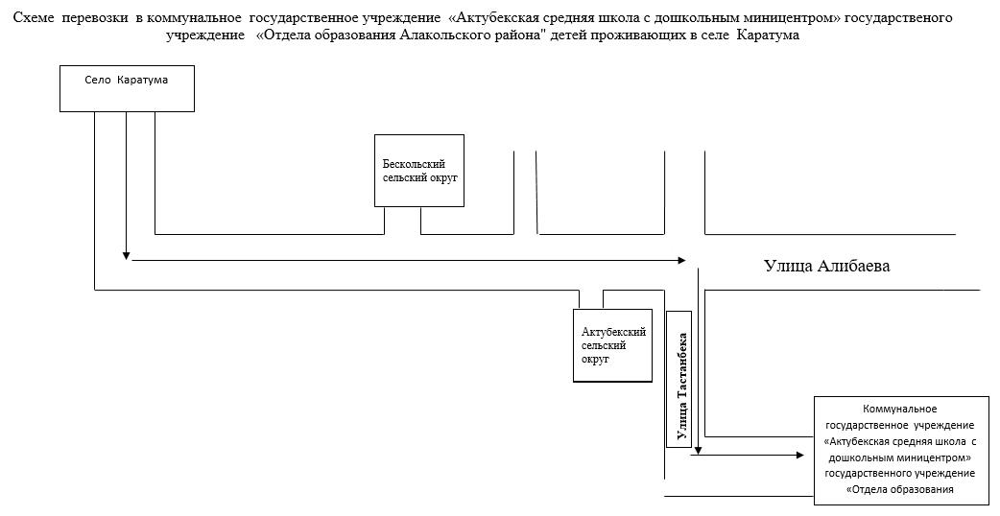 Схеме перевозки в коммунальное государственное учреждение «Актубекская средняя школа с дошкольным миницентром» государственого
учреждение «Отдела образования Алакольского района" детей проживающих в селе Каратума
Село Каратума
Бескольский
сельский округ
Улица Алибаева
Актубекский
сельский
округ
Улица Тастанбека
Коммунальное
государственное учреждение
«Актубекская средняя школа с
дошкольным миницентром»
государственного учреждение
«Отдела образования